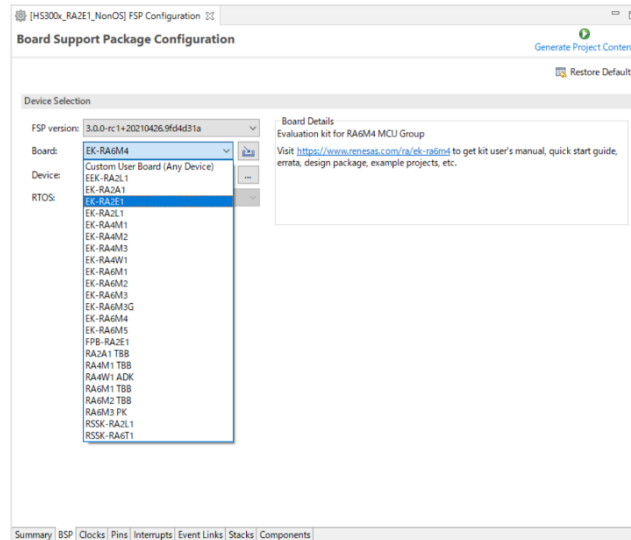 [HS300x_RA2E1_NonOS] FSP Configuration
Board Support Package Configuration
Generate Project Conten
Restore Default
Device Selection
FSP version: 3.0.0-rc1+20210426.9fd4d31a
Board: EK-RA6M4
Device: ...
RTOS:
Custom User Board (Any Device)
EEK-RA2L1
EK-RA2A1
EK-RA2E1
EK-RA2L1
EK-RA4M1
EK-RA4M2
EK-RA4M3
EK-RA4W1
EK-RA6M1
EK-RA6M2
EK-RA6M3
EK-RA6M3G
EK-RA6M4
EK-RA6M5
FPB-RA2E1
RA2A1 TBB
RA4M1 TBB
RA4W1 ADK
RA6M1 TBB
RA6M2 TBB
RA6M3 PK
RSSK-RA2L1
RSSK-RA6T1
Board Details
Evaluation kit for RA6M4 MCU Group
Visit https://www.renesas.com/ra/ek-ra6m4 to get kit user's manual, quick start guide,
errata, design package, example projects, etc.
Summary BSP Clocks Pins Interrupts Event Links Stacks Components